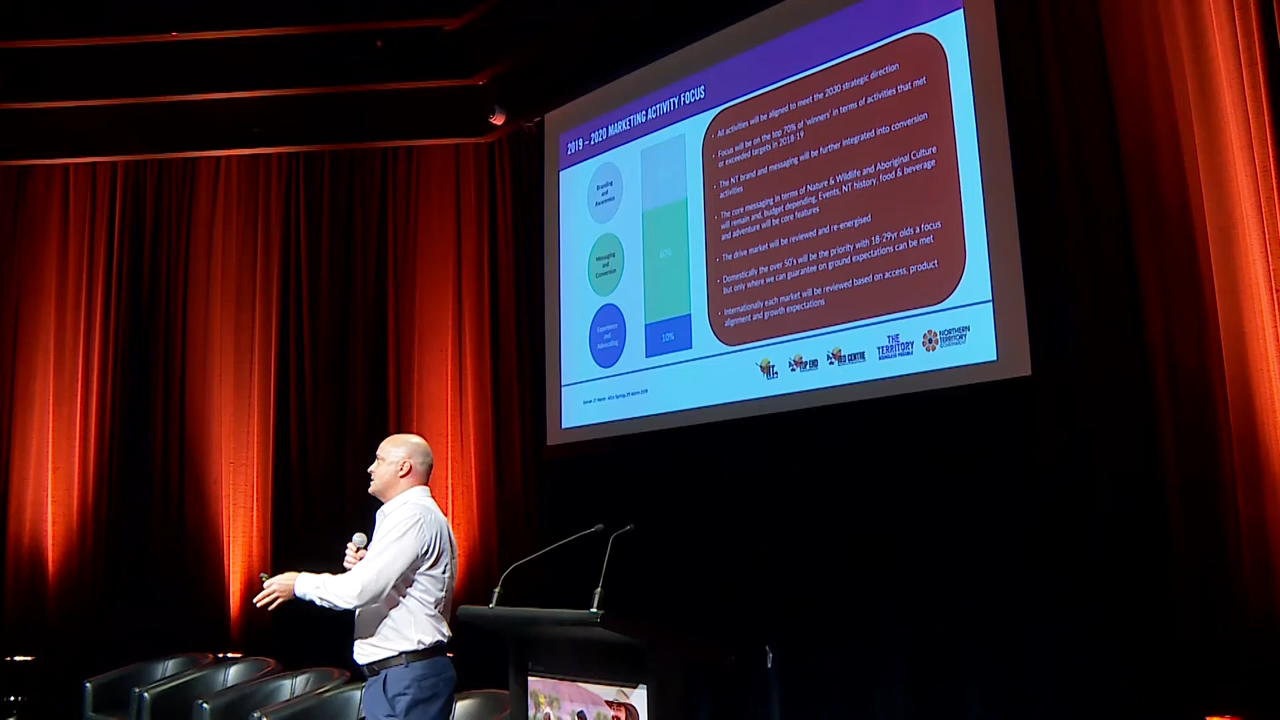 2019 – 2020 MARKETING ACTIVITY FOCUS
Branding
and
Awareness
Messaging
and
Conversion
Experience
and
Advocating
60%
10%
• All activities will be aligned to meet the 2030 strategic direction
• Focus will be on the top 70% of 'winners' in terms of activities that met
or exceeded targets in 2018-19
• The NT brand and messaging will be further integrated into conversion
activities
• The core messaging in terms of Nature & Wildlife and Aboriginal Culture
will remain and, budget depending, Events, NT history, food & beverage
and adventure will be core features
• The drive market will be reviewed and re-energised
• Domestically the over 50's will be the priority with 18-29yr olds a focus
but only where we can guarantee on ground expectations can be met
• Internationally each market will be reviewed based on access, product
alignment and growth expectations
NT
TOP END
RED CENTRE
THE
TERRITORY
BOUNDLESS POSSIBLE
NORTHERN
TERRITORY
GOVERNMENT